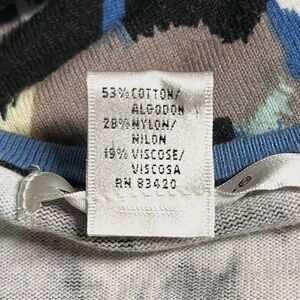 53% COTTON/
ALGODON
28% NYLON/
NILON
19% VISCOSE/
VISCOSA
RN 83420